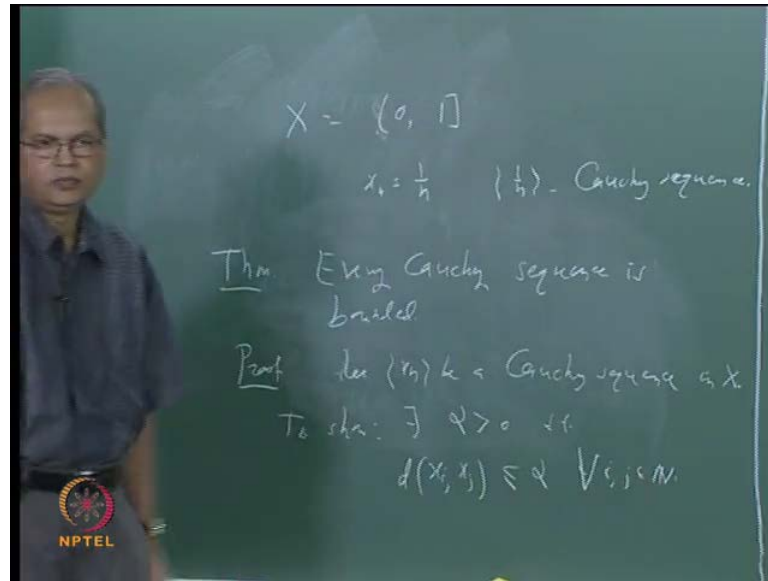 X = (0, 1]
xₙ = 1/n ⟨1/n⟩ - Cauchy sequence.
Thm. Every Cauchy sequence is
bounded.
Proof Let ⟨xₙ⟩ be a Cauchy sequence in X.
To show: ∃ α > 0 s.t.
d(xᵢ, xⱼ) ≤ α ∀ i, j ∈ ℕ.
NPTEL